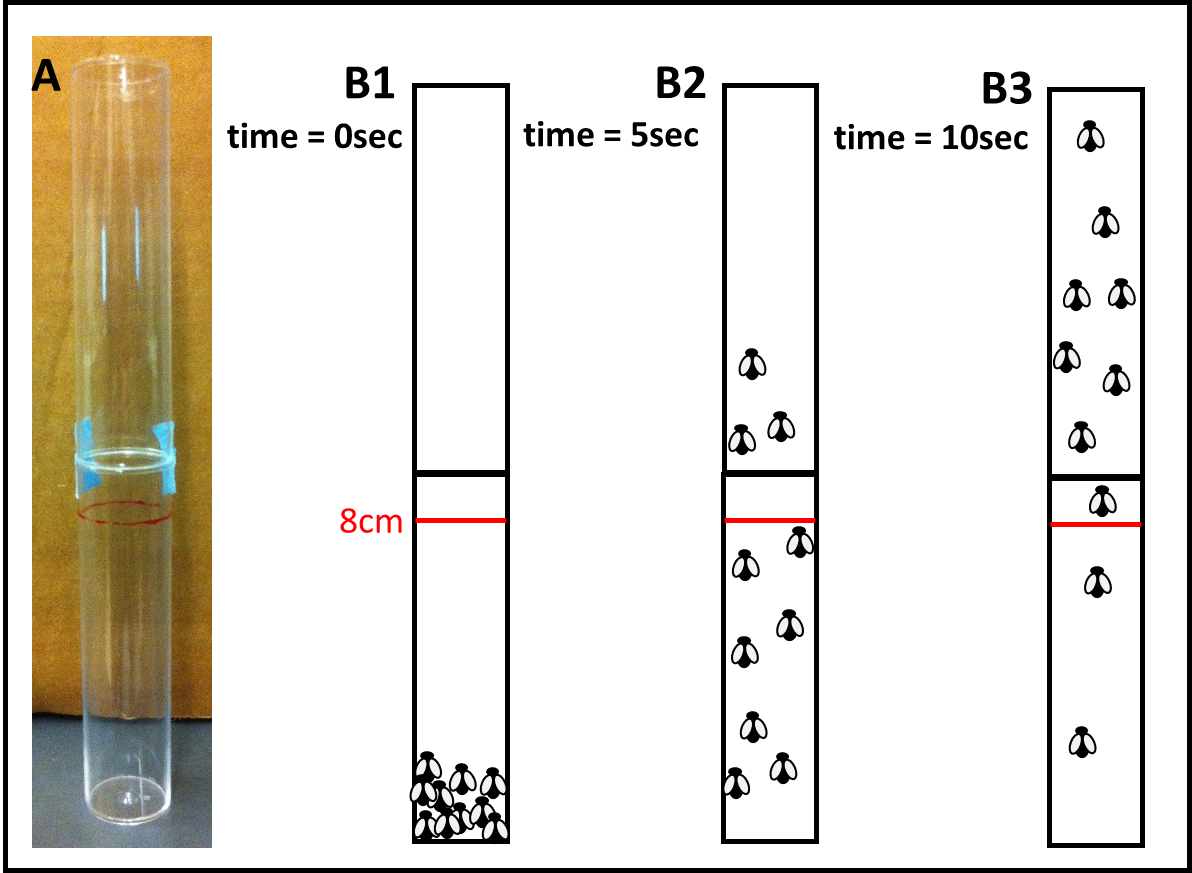 A
B1
time = 0sec
8cm
B2
time = 5sec
B3
time = 10sec